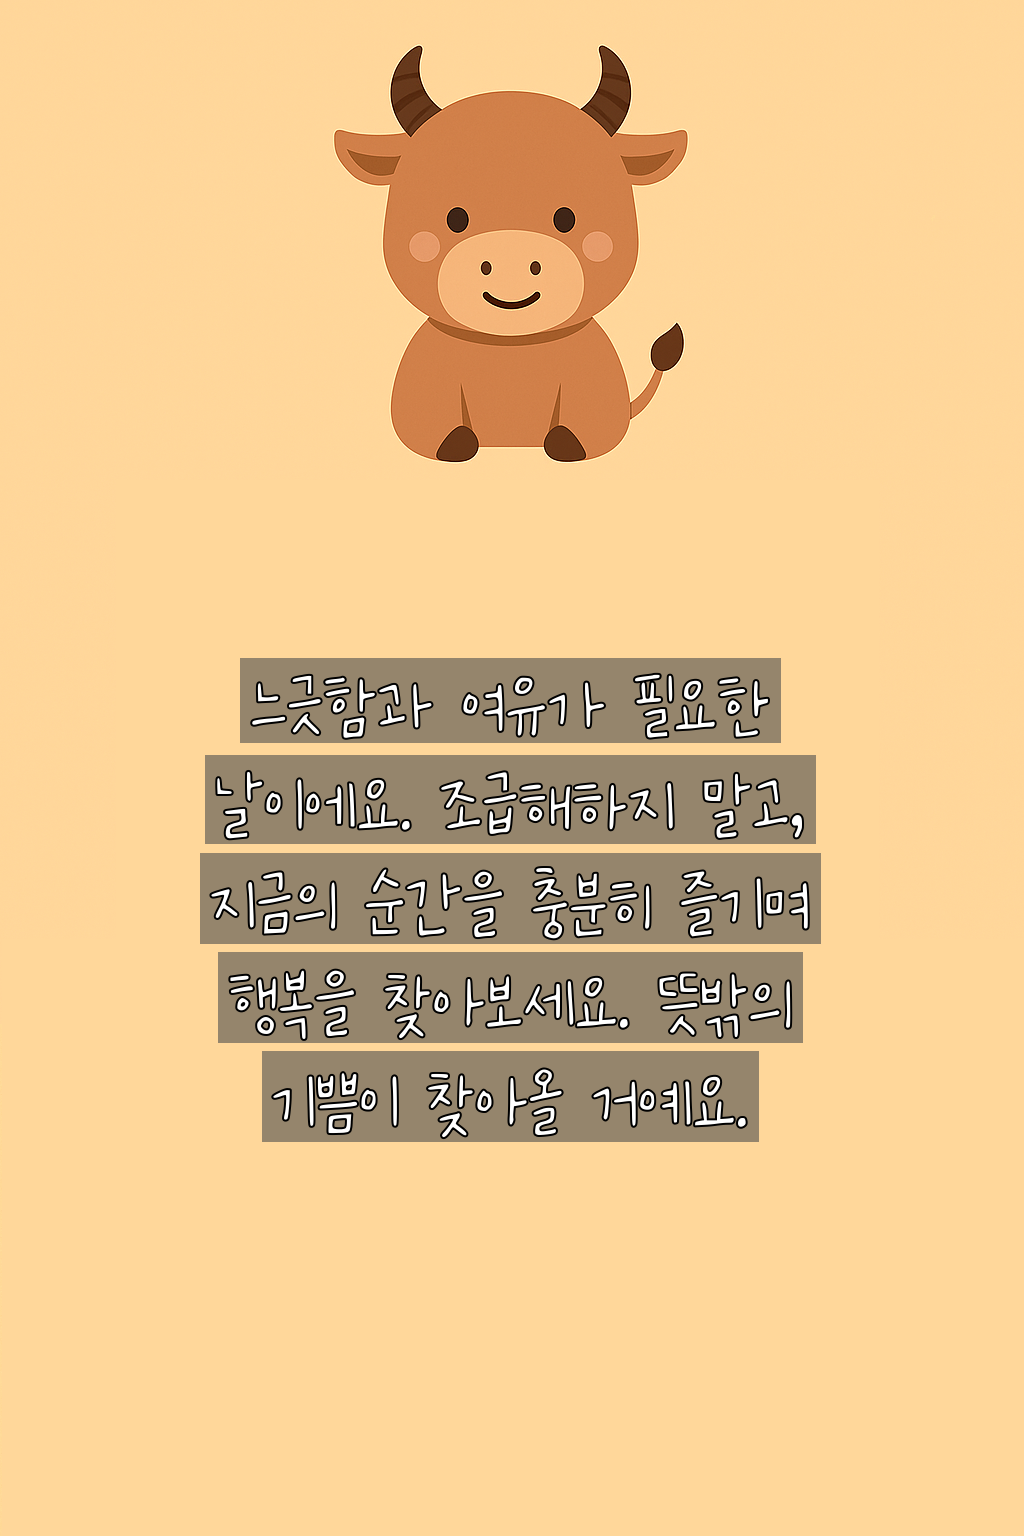 느긋함과 여유가 필요한
날이에요. 조급해하지 말고,
지금의 순간을 충분히 즐기며
행복을 찾아보세요. 뜻밖의
기쁨이 찾아올 거예요.